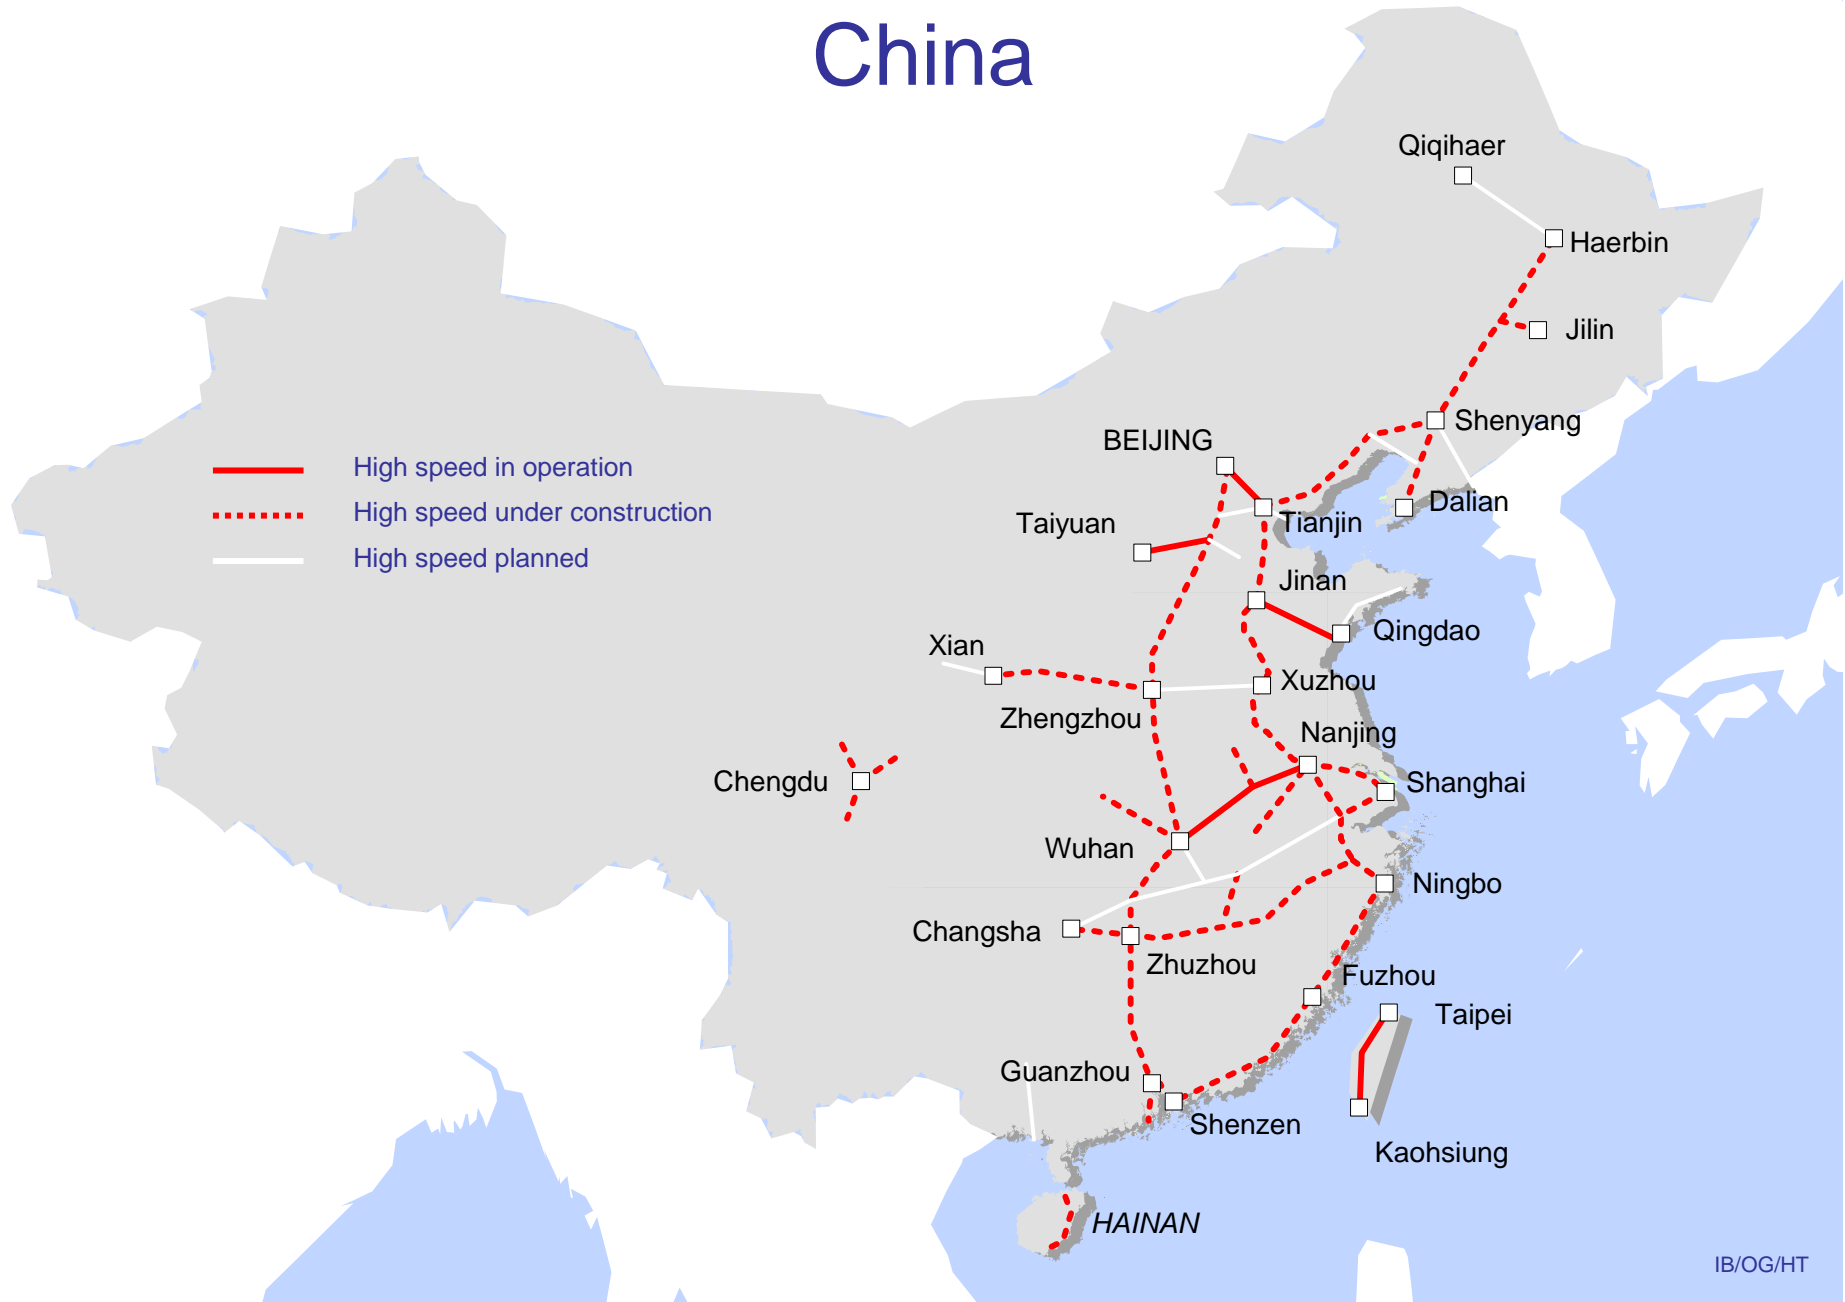 China
Qiqihaer
Haerbin
Jilin
Shenyang
BEIJING
High speed in operation
High speed under construction
High speed planned
Dalian
Taiyuan
Tianjin
Jinan
Qingdao
Xian
Xuzhou
Zhengzhou
Nanjing
Chengdu
Shanghai
Wuhan
Ningbo
Changsha
Zhuzhou
Fuzhou
Taipei
Guanzhou
Shenzen
Kaohsiung
HAINAN
IB/OG/HT